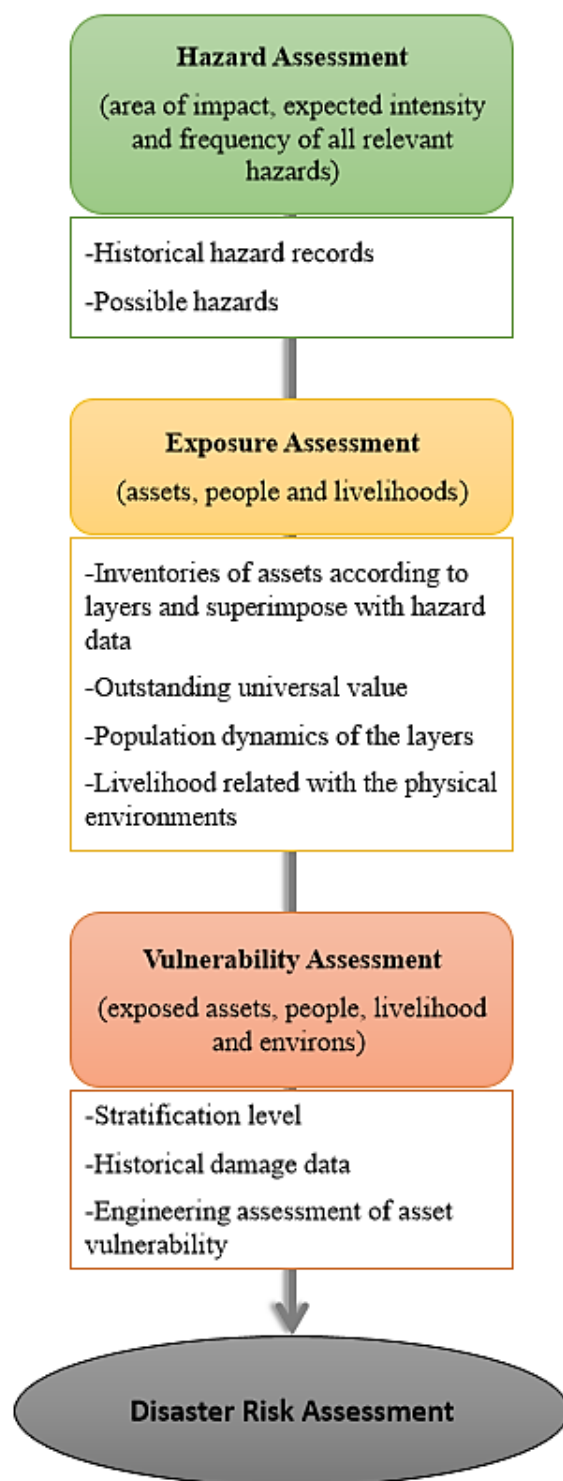 Hazard Assessment
(area of impact, expected intensity
and frequency of all relevant
hazards)
-Historical hazard records
-Possible hazards
Exposure Assessment
(assets, people and livelihoods)
-Inventories of assets according to
layers and superimpose with hazard
data
-Outstanding universal value
-Population dynamics of the layers
-Livelihood related with the physical
environments
Vulnerability Assessment
(exposed assets, people, livelihood
and environs)
-Stratification level
-Historical damage data
-Engineering assessment of asset
vulnerability
Disaster Risk Assessment